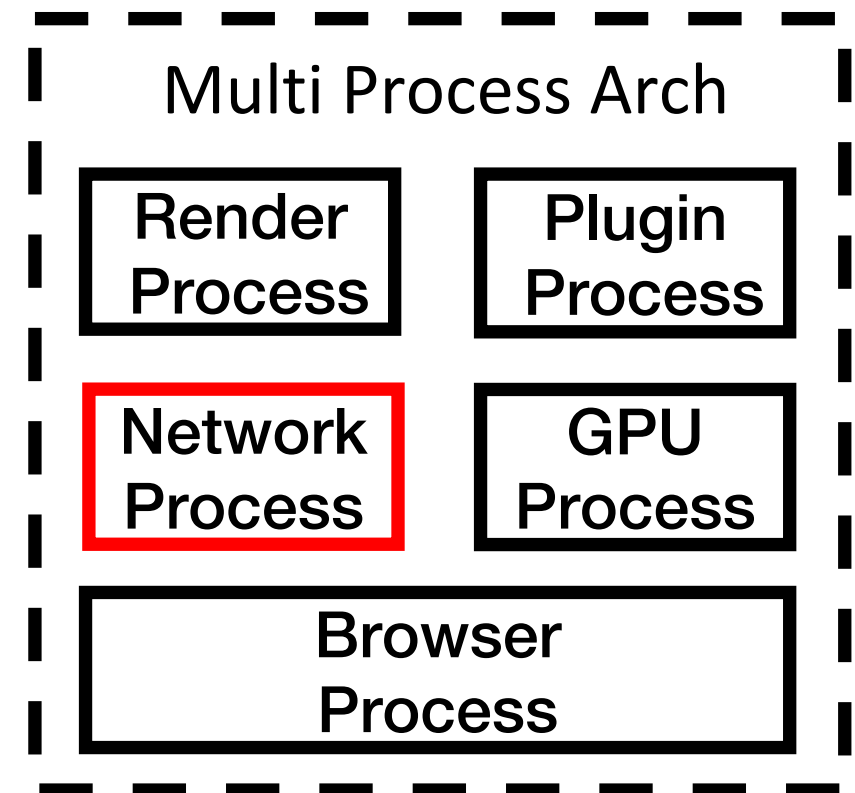 Multi Process Arch
Render
Process
Plugin
Process
Network
Process
GPU
Process
Browser
Process